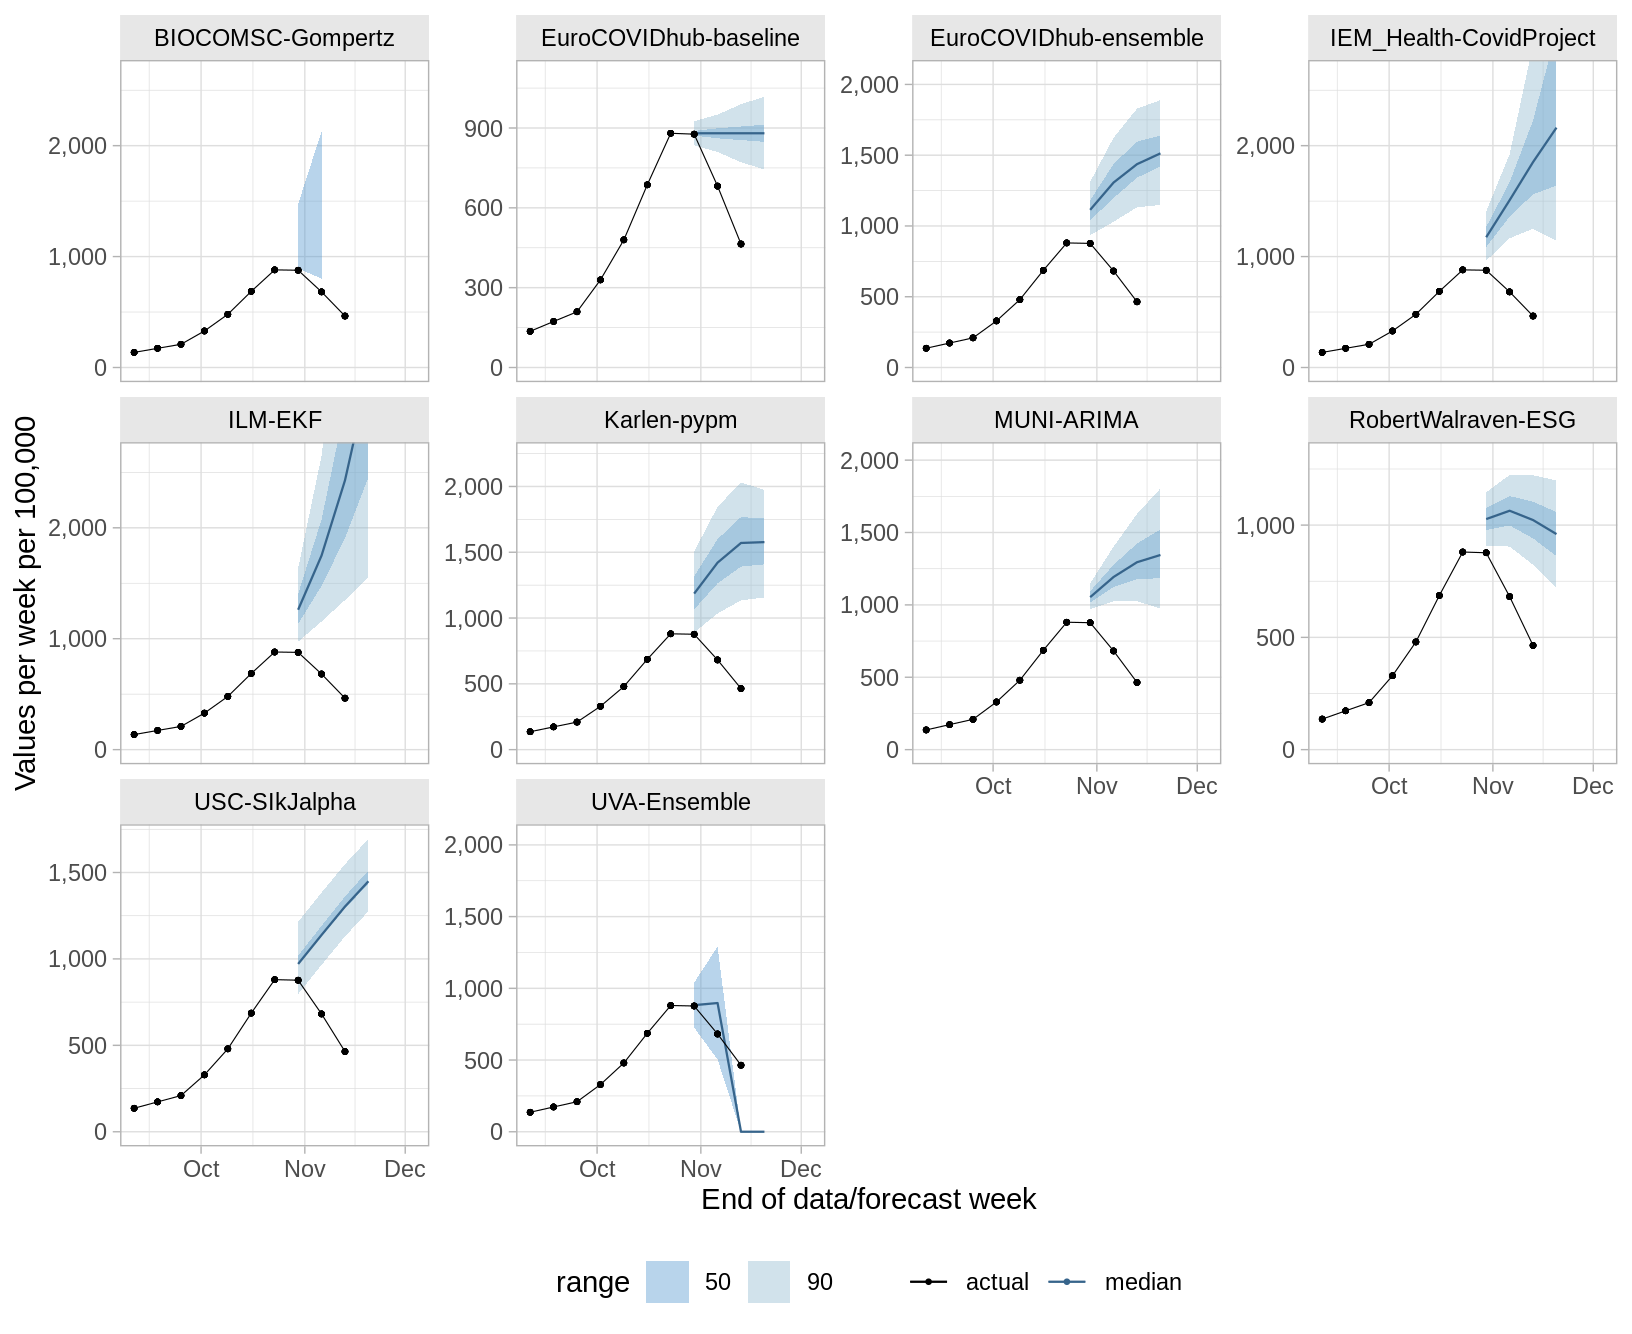 BIOCOMSC-Gompertz
EuroCOVIDhub-baseline
EuroCOVIDhub-ensemble
IEM_Health-CovidProject
2,000
1,000
0
900
600
300
0
2,000
1,500
1,000
500
0
2,000
1,000
0
ILM-EKF
Karlen-pypm
MUNI-ARIMA
RobertWalraven-ESG
2,000
1,000
0
2,000
1,500
1,000
500
0
2,000
1,500
1,000
500
0
1,000
500
0
Oct Nov Dec
Oct Nov Dec
USC-SIkJalpha
UVA-Ensemble
1,500
1,000
500
0
2,000
1,500
1,000
500
0
Oct Nov Dec
Oct Nov Dec
Values per week per 100,000
End of data/forecast week
range 50 90 actual median